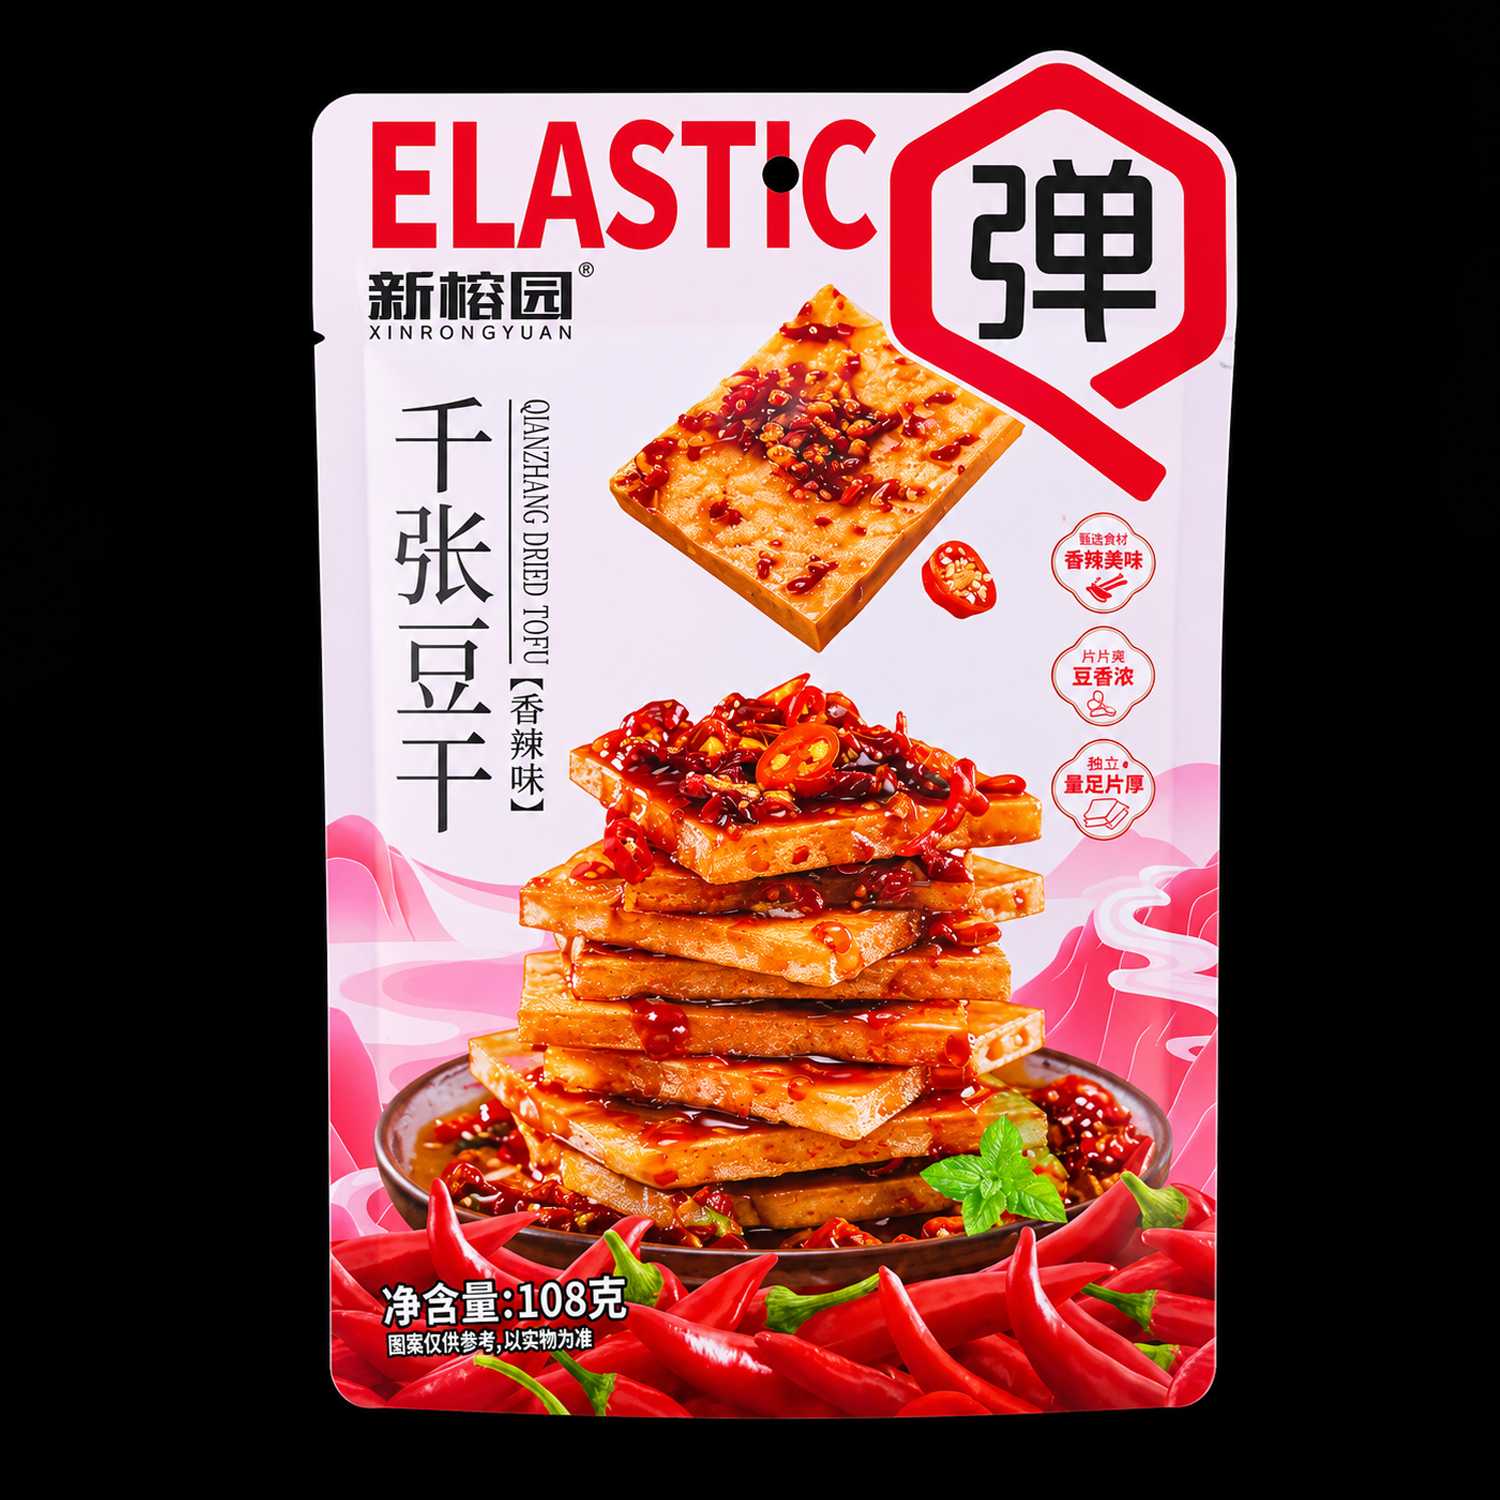 ELASTIC
弹
新榕园®
XINRONGYUAN
千张豆干
QIANZHANG DRIED TOFU
【香辣味】
甄选食材
香辣美味
片片爽
豆香浓
独立
量足片厚
净含量:108克
图案仅供参考,以实物为准